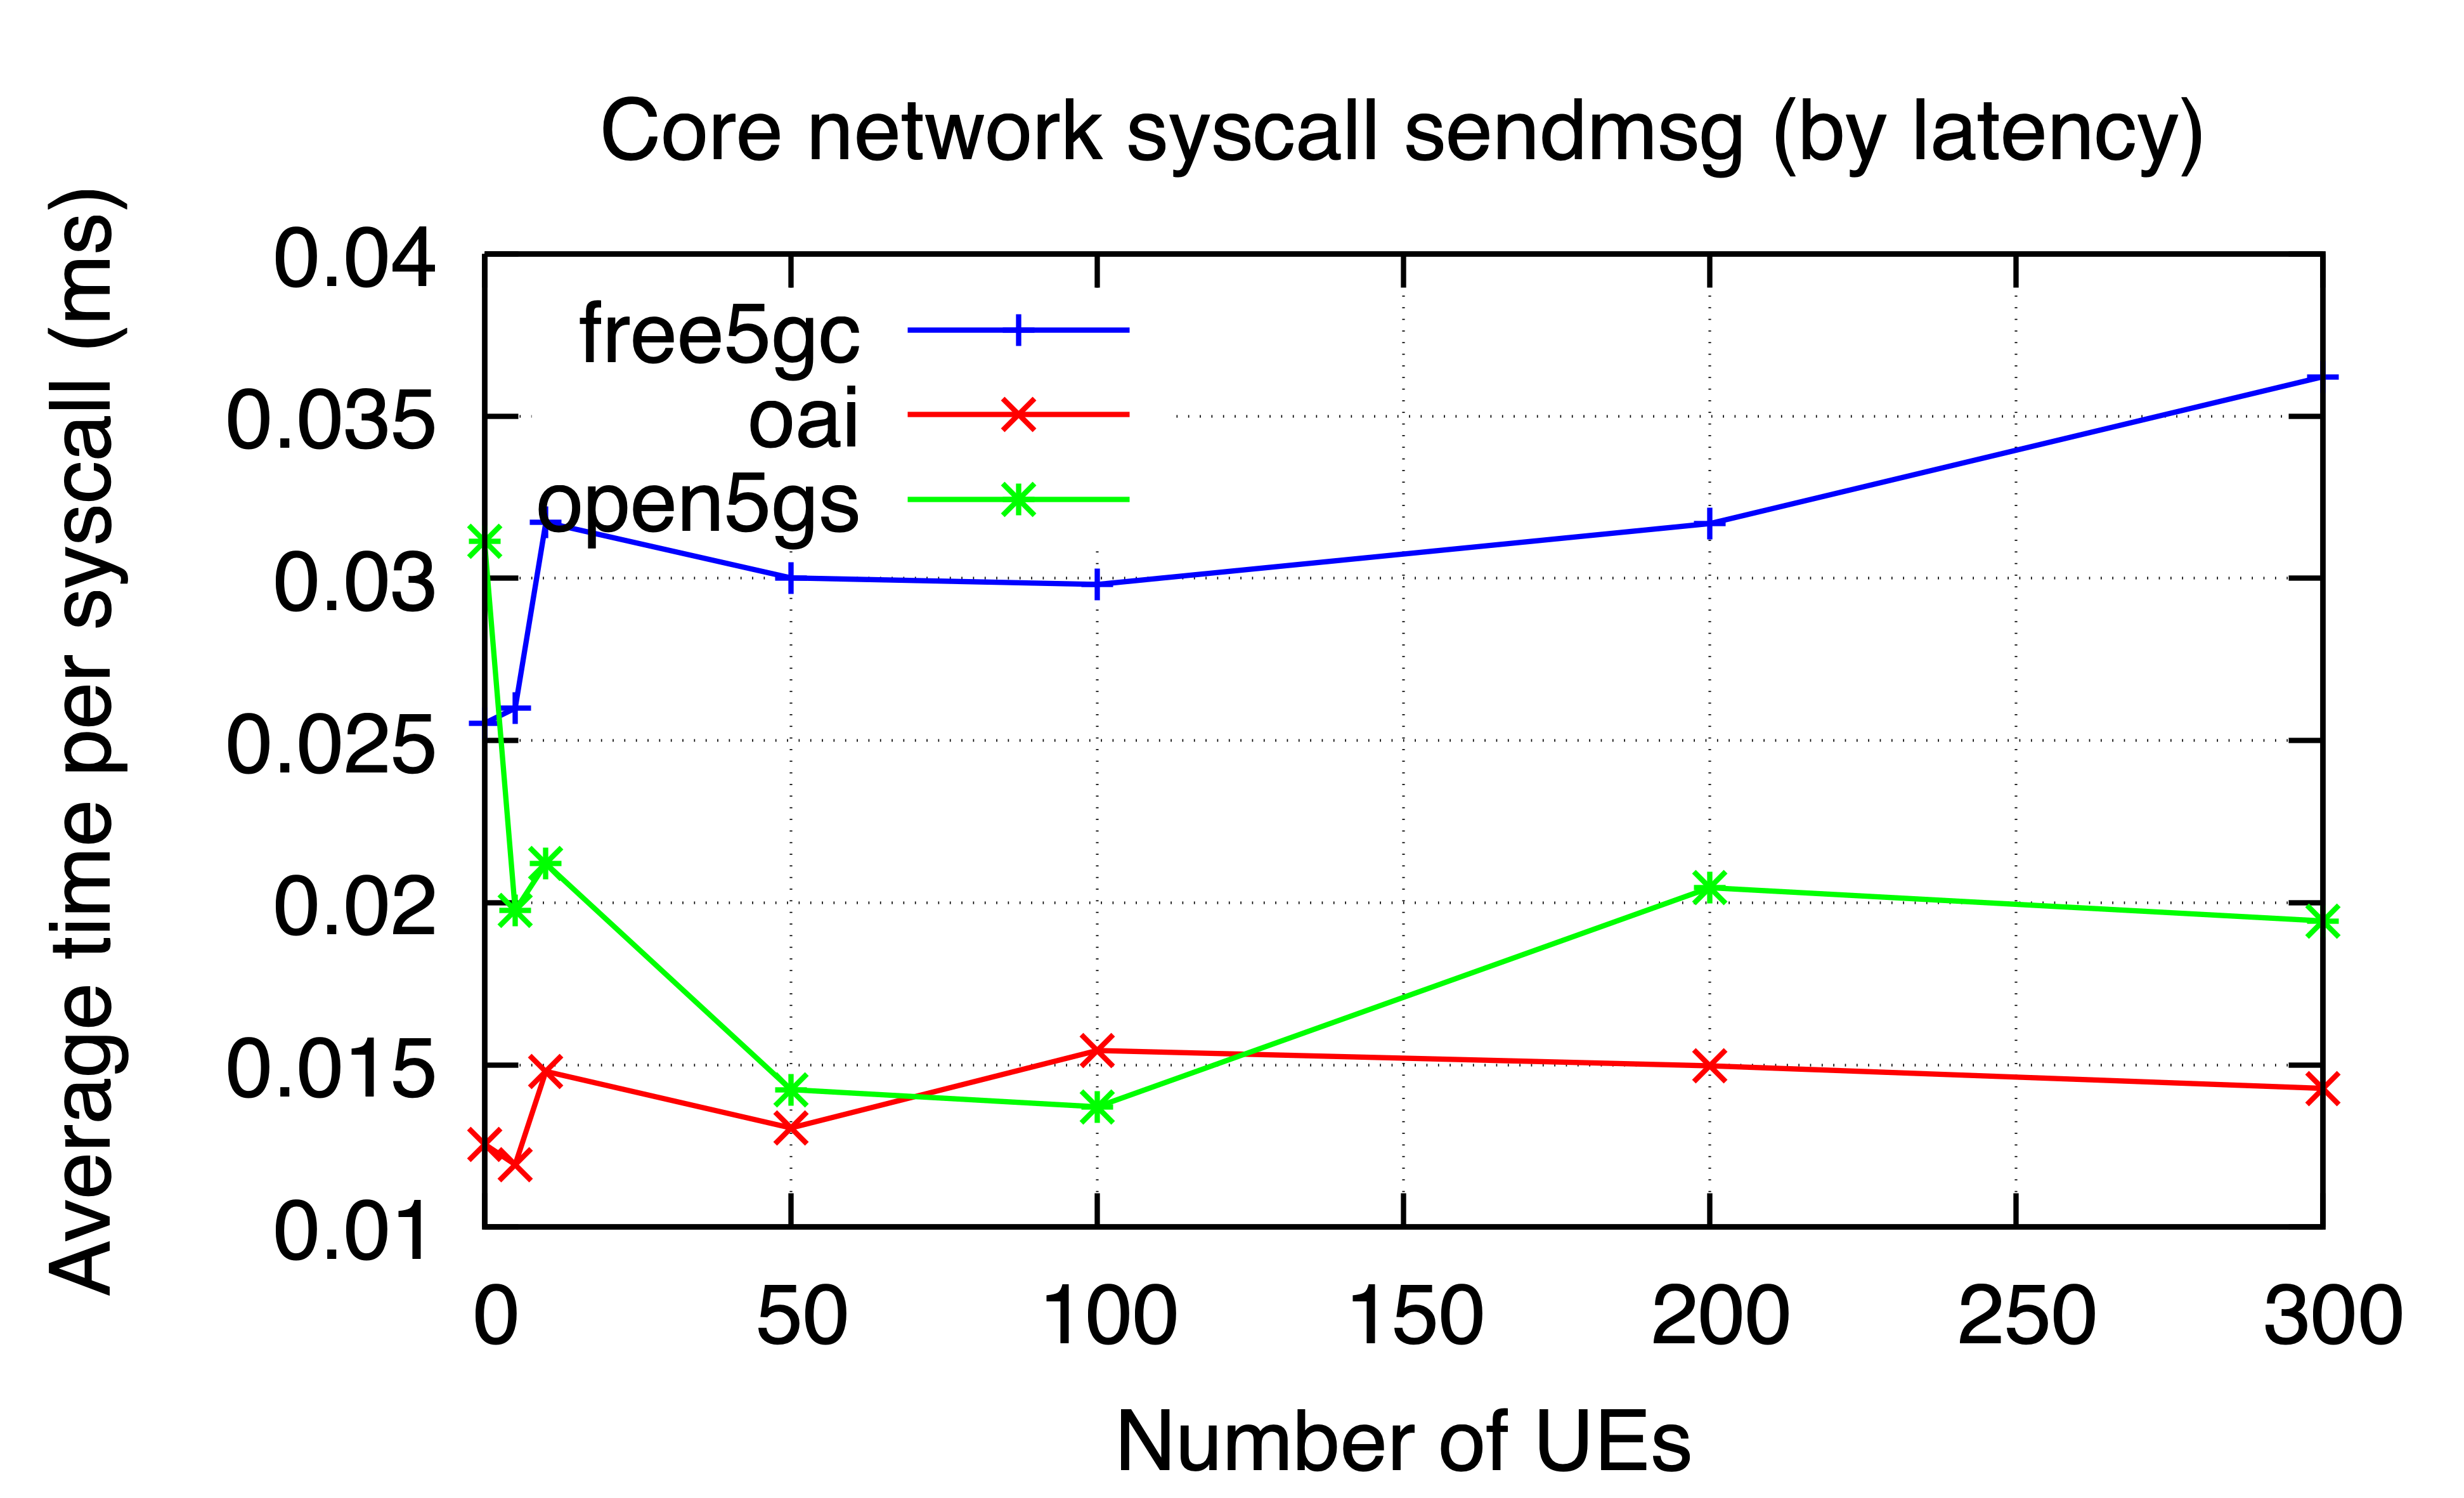 Core network syscall sendmsg (by latency)
Average time per syscall (ms)
0.04
0.035
0.03
0.025
0.02
0.015
0.01
free5gc
oai
open5gs
0 50 100 150 200 250 300
Number of UEs